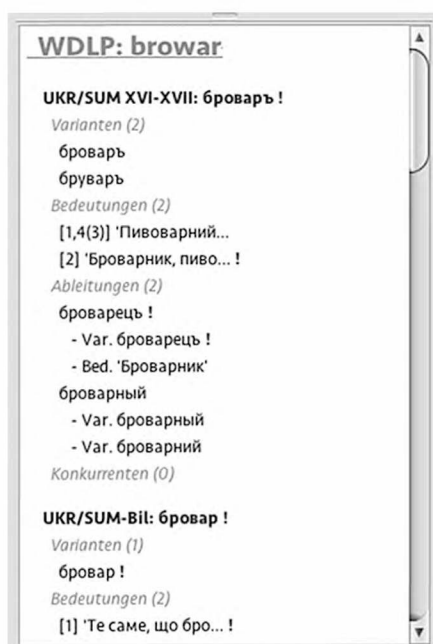 WDLP: browar
UKR/SUM XVI-XVII: броваръ !
Varianten (2)
броваръ
бруваръ
Bedeutungen (2)
[1,4(3)] 'Пивоварний...
[2] 'Броварник, пиво... !
Ableitungen (2)
броварецъ !
- Var. броварецъ !
- Bed. 'Броварник'
броварный
- Var. броварный
- Var. броварний
Konkurrenten (0)
UKR/SUM-Bil: бровар !
Varianten (1)
бровар !
Bedeutungen (2)
[1] 'Те саме, що бро... !